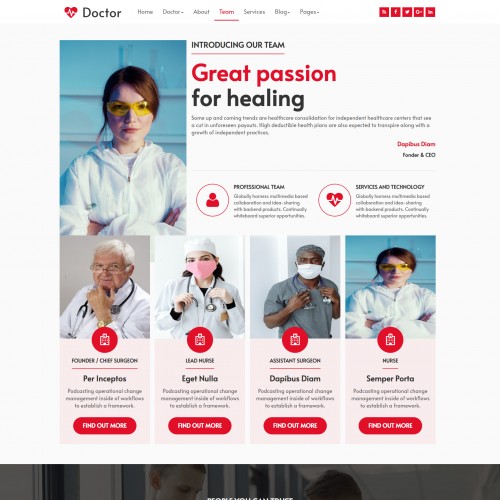 Doctor
Home Doctor About Team Services Blog Pages
INTRODUCING OUR TEAM
Great passion
for healing
Some up and coming trends are healthcare consolidation for independent healthcare centers that see
a cut in unforeseen payouts. High deductible health plans are also expected to transpire along with a
growth of independent practices.
Dapibus Diam
Fonder & CEO
PROFESSIONAL TEAM
Globally harness multimedia based
collaboration and idea-sharing
with backend products. Continually
whiteboard superior opportunities.
SERVICES AND TECHNOLOGY
Globally harness multimedia based
collaboration and idea-sharing
with backend products. Continually
whiteboard superior opportunities.
FOUNDER / CHIEF SURGEON
Per Inceptos
Podcasting operational change
management inside of workflows
to establish a framework.
FIND OUT MORE
LEAD NURSE
Eget Nulla
Podcasting operational change
management inside of workflows
to establish a framework.
FIND OUT MORE
ASSISTANT SURGEON
Dapibus Diam
Podcasting operational change
management inside of workflows
to establish a framework.
FIND OUT MORE
NURSE
Semper Porta
Podcasting operational change
management inside of workflows
to establish a framework.
FIND OUT MORE
PEOPLE YOU CAN TRUST